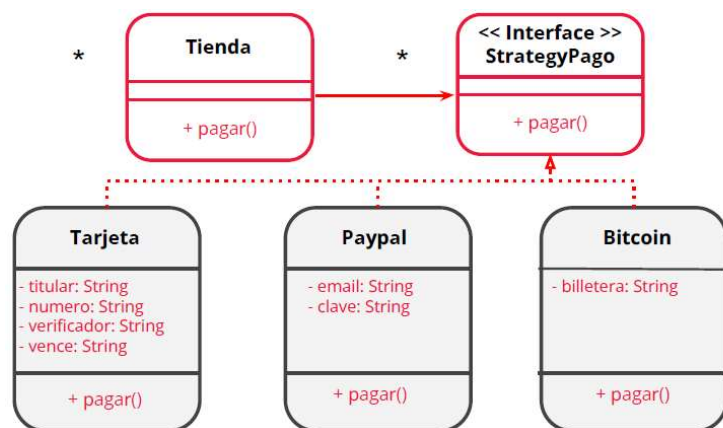 *
Tienda
+ pagar()
*
<< Interface >>
StrategyPago
+ pagar()
Tarjeta
- titular: String
- numero: String
- verificador: String
- vence: String
+ pagar()
Paypal
- email: String
- clave: String
+ pagar()
Bitcoin
- billetera: String
+ pagar()